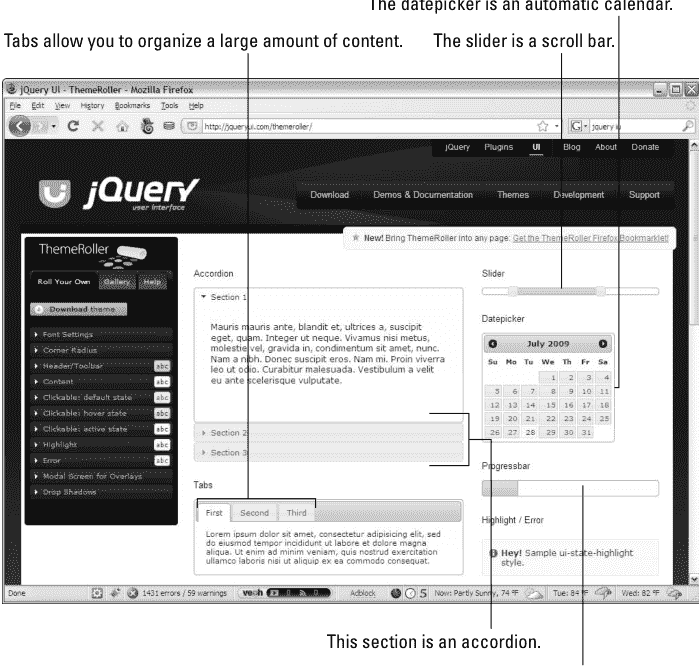 The datepicker is an automatic calendar.
Tabs allow you to organize a large amount of content. The slider is a scroll bar.
jQuery UI - ThemeRoller - Mozilla Firefox
File Edit View History Bookmarks Tools Help
http://jqueryui.com/themeroller/
jQuery Plugins UI Blog About Donate
jQuery
user interface
Download Demos & Documentation Themes Development Support
New! Bring ThemeRoller into any page: Get the ThemeRoller Firefox Bookmarklet!
ThemeRoller
Roll Your Own Gallery Help
Download theme
Font Settings
Corner Radius
Header/Toolbar abc
Content abc
Clickable: default state abc
Clickable: hover state abc
Clickable: active state abc
Highlight abc
Error abc
Modal Screen for Overlays
Drop Shadows
Accordion
Section 1
Mauris mauris ante, blandit et, ultrices a, suscipit
eget, quam. Integer ut neque. Vivamus nisi metus,
molestie vel, gravida in, condimentum sit amet, nunc.
Nam a nibh. Donec suscipit eros. Nam mi. Proin viverra
leo ut odio. Curabitur malesuada. Vestibulum a velit
eu ante scelerisque vulputate.
Section 2
Section 3
Tabs
First Second Third
Lorem ipsum dolor sit amet, consectetur adipisicing elit, sed
do eiusmod tempor incididunt ut labore et dolore magna
aliqua. Ut enim ad minim veniam, quis nostrud exercitation
ullamco laboris nisi ut aliquip ex ea commodo consequat.
Slider
Datepicker
July 2009
Su Mo Tu We Th Fr Sa
1 2 3 4
5 6 7 8 9 10 11
12 13 14 15 16 17 18
19 20 21 22 23 24 25
26 27 28 29 30 31
Progressbar
Highlight / Error
Hey! Sample ui-state-highlight
style.
Done 1431 errors / 59 warnings Adblock 5 Now: Partly Sunny, 74 °F Tue: 84 °F Wed: 82 °F
This section is an accordion.